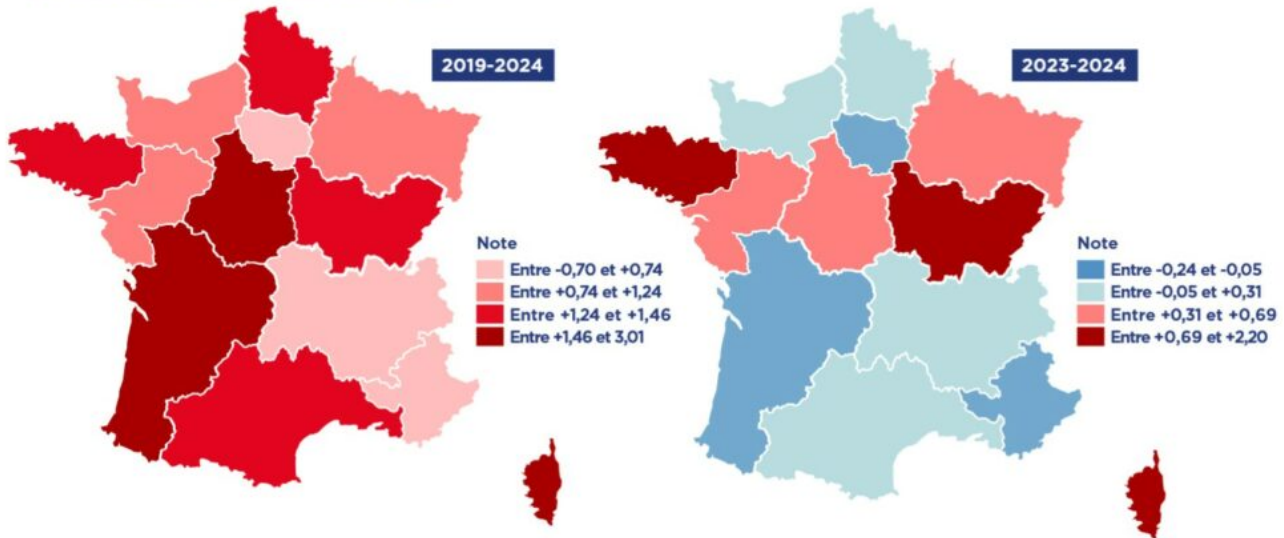 2019-2024
Note
Entre -0,70 et +0,74
Entre +0,74 et +1,24
Entre +1,24 et +1,46
Entre +1,46 et 3,01
2023-2024
Note
Entre -0,24 et -0,05
Entre -0,05 et +0,31
Entre +0,31 et +0,69
Entre +0,69 et +2,20